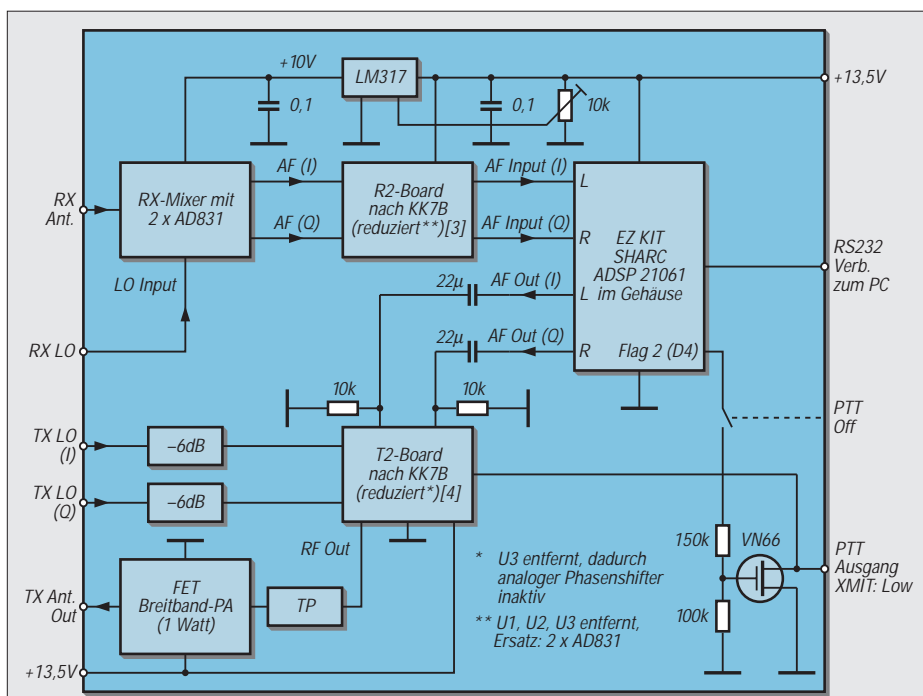 +10V
LM317
+13,5V
0,1
0,1
10k
RX
Ant.
RX-Mixer mit
2 x AD831
AF (I)
AF (Q)
R2-Board
nach KK7B
(reduziert**)[3]
AF Input (I)
AF Input (Q)
L
R
EZ KIT
SHARC
ADSP 21061
im Gehäuse
RS232
Verb.
zum PC
LO Input
22µ
AF Out (I)
L
RX LO
22µ
AF Out (Q)
R
Flag 2 (D4)
10k
10k
PTT
Off
TX LO
(I)
–6dB
T2-Board
nach KK7B
(reduziert*)[4]
TX LO
(Q)
–6dB
RF Out
150k
VN66
PTT
Ausgang
XMIT: Low
100k
TX Ant.
Out
FET
Breitband-PA
(1 Watt)
TP
* U3 entfernt, dadurch
analoger Phasenshifter
inaktiv
** U1, U2, U3 entfernt,
Ersatz: 2 x AD831
+13,5V